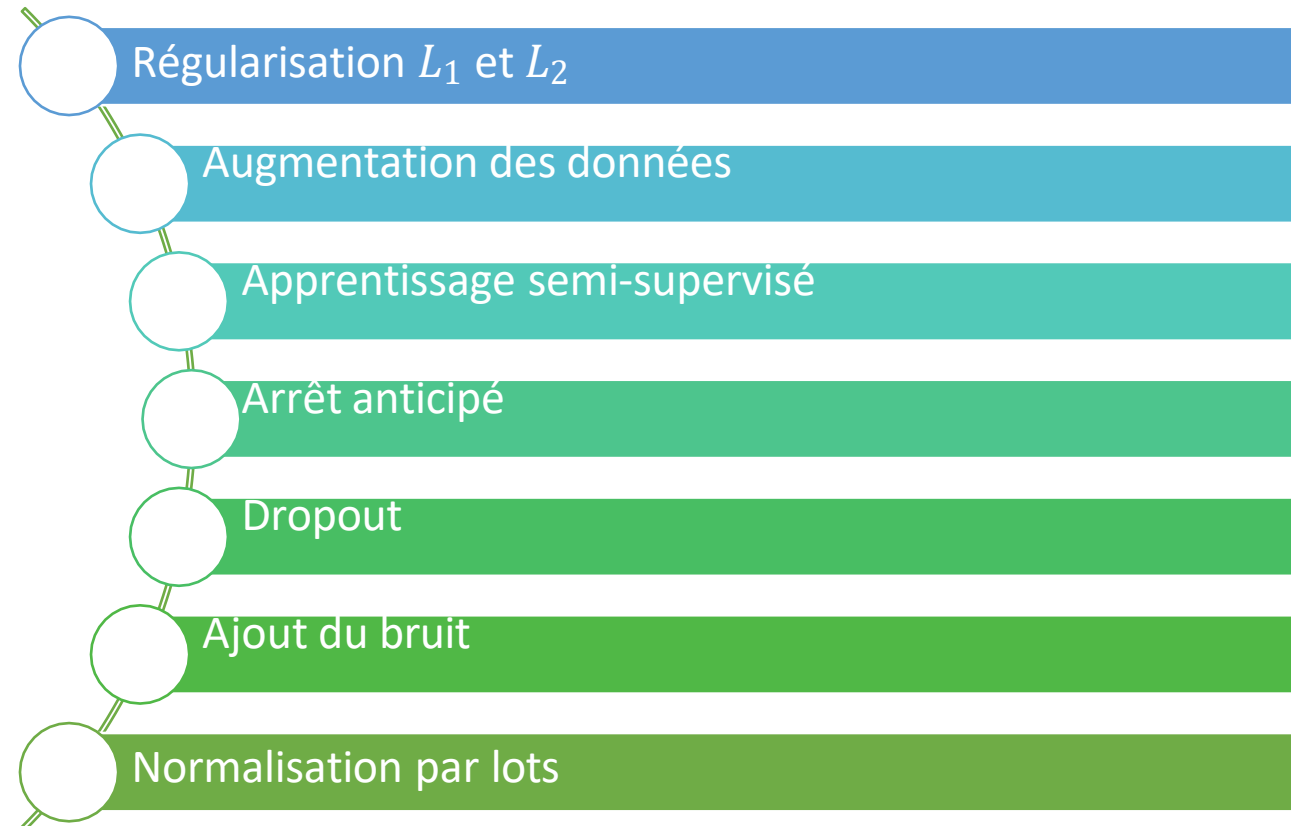 Régularisation L₁ et L₂
Augmentation des données
Apprentissage semi-supervisé
Arrêt anticipé
Dropout
Ajout du bruit
Normalisation par lots